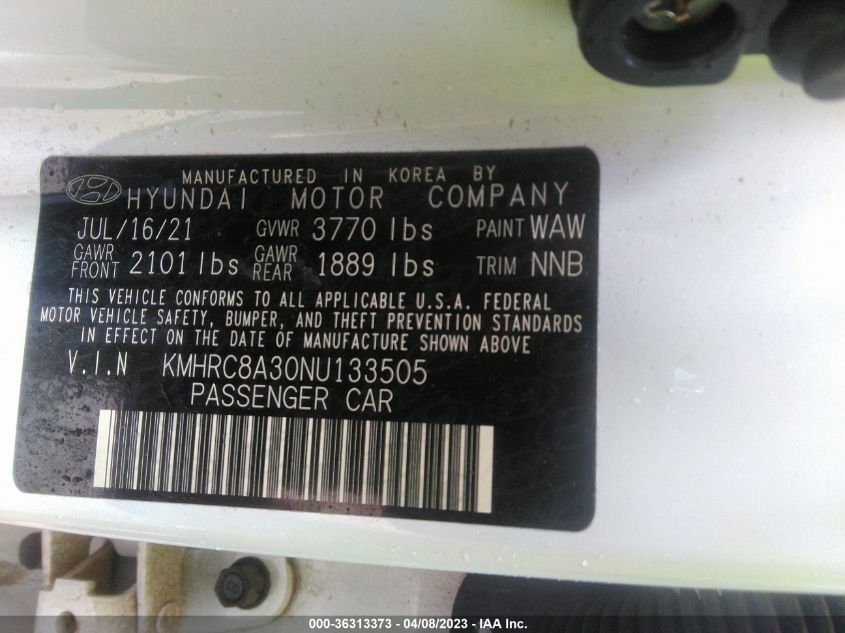 MANUFACTURED IN KOREA BY
HYUNDAI MOTOR COMPANY
JUL/16/21 GVWR 3770 lbs PAINT WAW
GAWR FRONT 2101 lbs GAWR REAR 1889 lbs TRIM NNB
THIS VEHICLE CONFORMS TO ALL APPLICABLE U.S.A. FEDERAL
MOTOR VEHICLE SAFETY, BUMPER, AND THEFT PREVENTION STANDARDS
IN EFFECT ON THE DATE OF MANUFACTURE SHOWN ABOVE
V.I.N KMHRC8A30NU133505
PASSENGER CAR
000-36313373 - 04/08/2023 - IAA Inc.